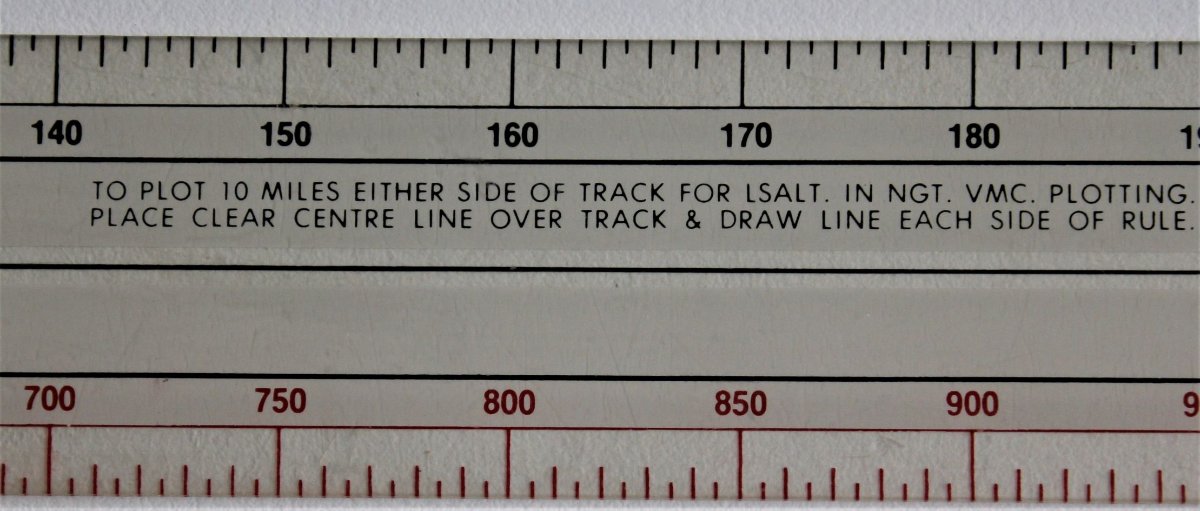 140 150 160 170 180
TO PLOT 10 MILES EITHER SIDE OF TRACK FOR LSALT. IN NGT. VMC. PLOTTING.
PLACE CLEAR CENTRE LINE OVER TRACK & DRAW LINE EACH SIDE OF RULE.
700 750 800 850 900